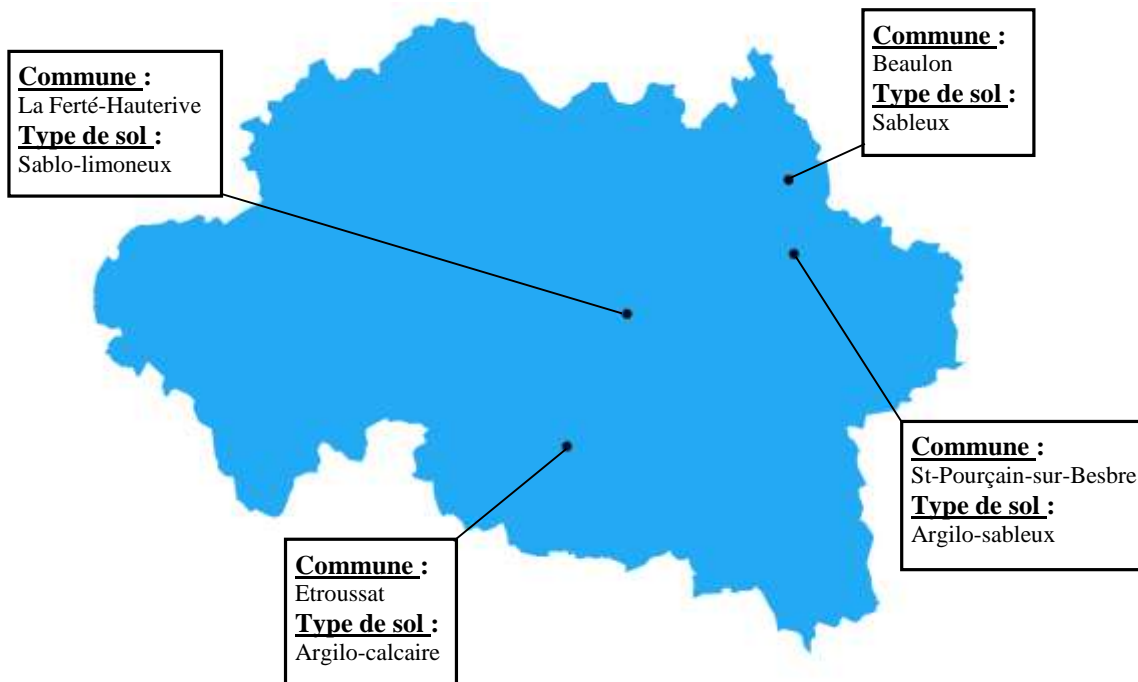 Commune :
La Ferté-Hauterive
Type de sol :
Sablo-limoneux
Commune :
Beaulon
Type de sol :
Sableux
Commune :
St-Pourçain-sur-Besbre
Type de sol :
Argilo-sableux
Commune :
Etroussat
Type de sol :
Argilo-calcaire